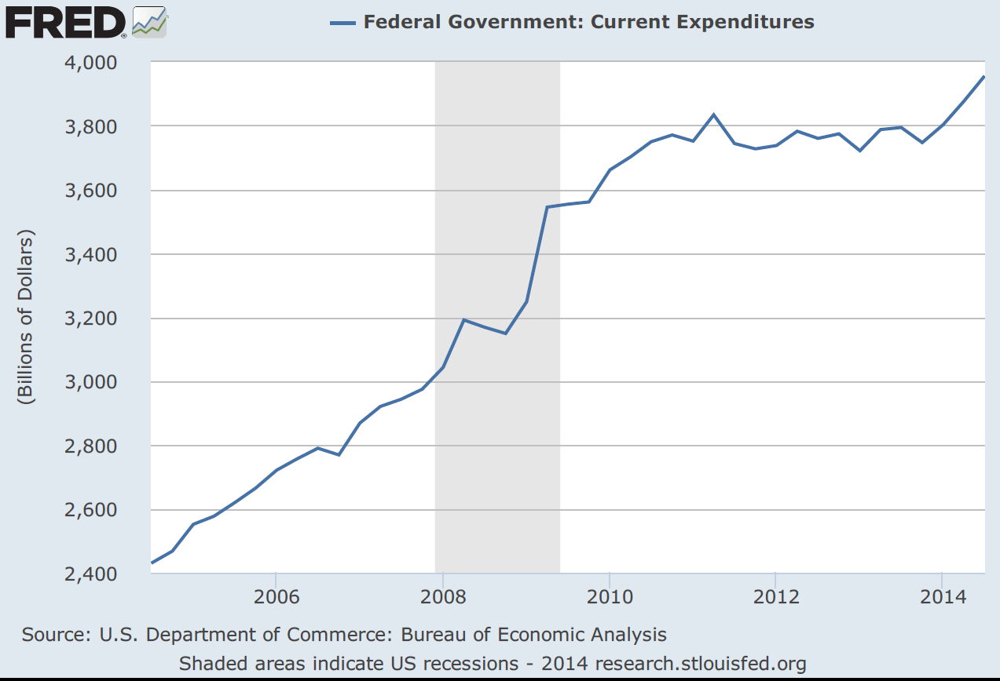 FRED®
Federal Government: Current Expenditures
4,000
3,800
3,600
3,400
3,200
3,000
2,800
2,600
2,400
(Billions of Dollars)
2006 2008 2010 2012 2014
Source: U.S. Department of Commerce: Bureau of Economic Analysis
Shaded areas indicate US recessions - 2014 research.stlouisfed.org